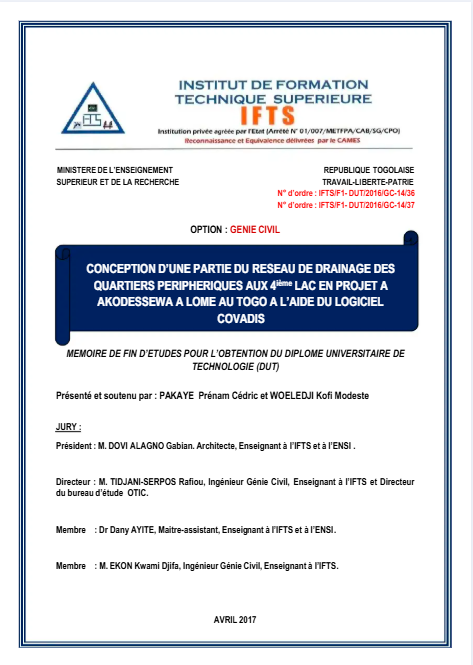 INSTITUT DE FORMATION
TECHNIQUE SUPERIEURE
IFTS
Institution privée agréée par l'Etat (Arrêté N° 01/007/METFPA/CAB/SG/CPO)
Reconnaissance et Equivalence délivrées par le CAMES
MINISTERE DE L'ENSEIGNEMENT
SUPERIEUR ET DE LA RECHERCHE
REPUBLIQUE TOGOLAISE
TRAVAIL-LIBERTE-PATRIE
N° d'ordre : IFTS/F1- DUT/2016/GC-14/36
N° d'ordre : IFTS/F1- DUT/2016/GC-14/37
OPTION : GENIE CIVIL
CONCEPTION D'UNE PARTIE DU RESEAU DE DRAINAGE DES
QUARTIERS PERIPHERIQUES AUX 4ième LAC EN PROJET A
AKODESSEWA A LOME AU TOGO A L'AIDE DU LOGICIEL
COVADIS
MEMOIRE DE FIN D'ETUDES POUR L'OBTENTION DU DIPLOME UNIVERSITAIRE DE
TECHNOLOGIE (DUT)
Présenté et soutenu par : PAKAYE Prénam Cédric et WOELEDJI Kofi Modeste
JURY :
Président : M. DOVI ALAGNO Gabian. Architecte, Enseignant à l'IFTS et à l'ENSI .
Directeur : M. TIDJANI-SERPOS Rafiou, Ingénieur Génie Civil, Enseignant à l'IFTS et Directeur
du bureau d'étude OTIC.
Membre : Dr Dany AYITE, Maitre-assistant, Enseignant à l'IFTS et à l'ENSI.
Membre : M. EKON Kwami Djifa, Ingénieur Génie Civil, Enseignant à l'IFTS.
AVRIL 2017